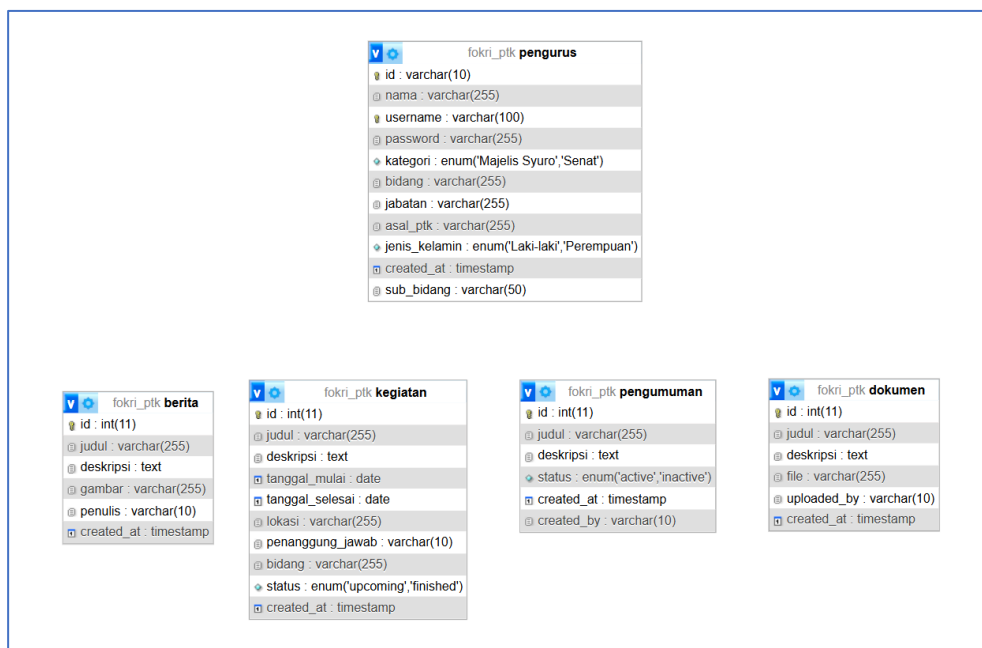 fokri_ptk pengurus
id : varchar(10)
nama : varchar(255)
username : varchar(100)
password : varchar(255)
kategori : enum('Majelis Syuro','Senat')
bidang : varchar(255)
jabatan : varchar(255)
asal_ptk : varchar(255)
jenis_kelamin : enum('Laki-laki','Perempuan')
created_at : timestamp
sub_bidang : varchar(50)
fokri_ptk berita
id : int(11)
judul : varchar(255)
deskripsi : text
gambar : varchar(255)
penulis : varchar(10)
created_at : timestamp
fokri_ptk kegiatan
id : int(11)
judul : varchar(255)
deskripsi : text
tanggal_mulai : date
tanggal_selesai : date
lokasi : varchar(255)
penanggung_jawab : varchar(10)
bidang : varchar(255)
status : enum('upcoming','finished')
created_at : timestamp
fokri_ptk pengumuman
id : int(11)
judul : varchar(255)
deskripsi : text
status : enum('active','inactive')
created_at : timestamp
created_by : varchar(10)
fokri_ptk dokumen
id : int(11)
judul : varchar(255)
deskripsi : text
file : varchar(255)
uploaded_by : varchar(10)
created_at : timestamp